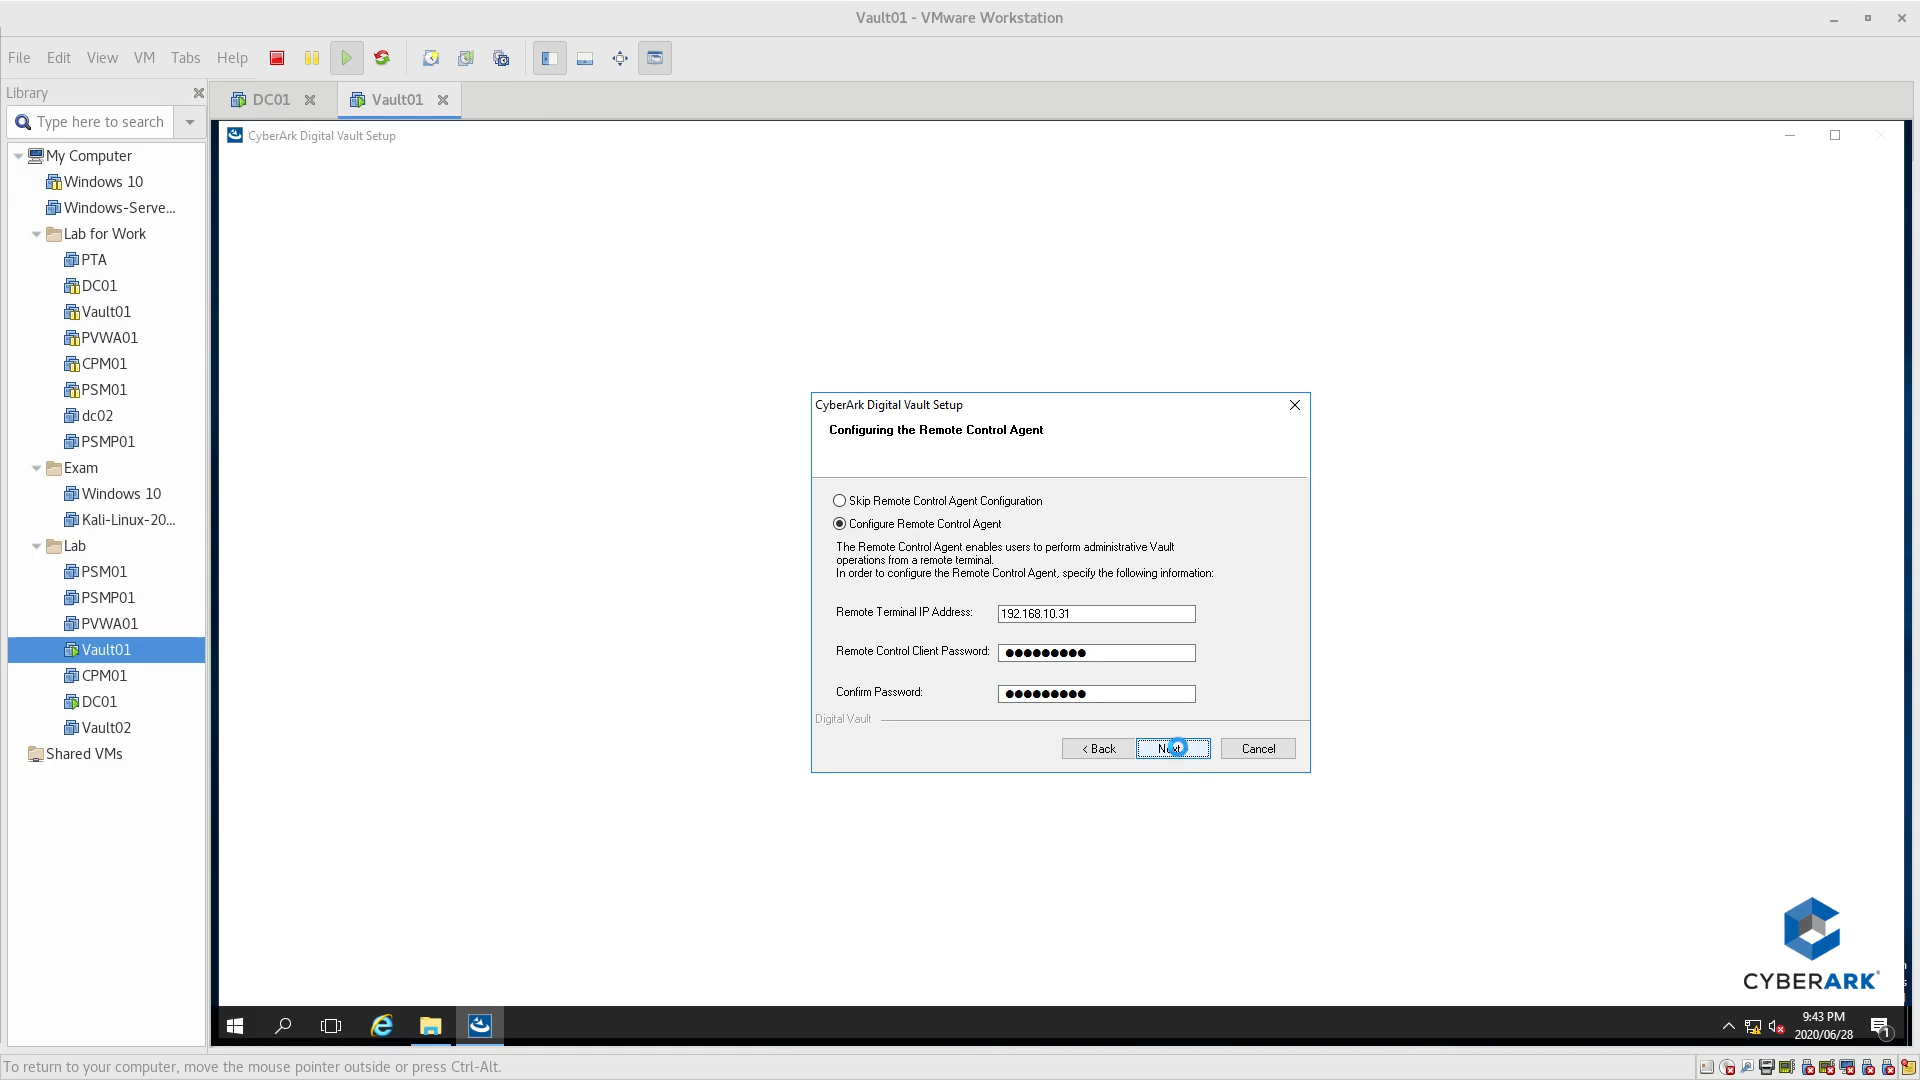 Vault01 - VMware Workstation
File Edit View VM Tabs Help
Library
DC01
Vault01
Type here to search
CyberArk Digital Vault Setup
My Computer
Windows 10
Windows-Serve...
Lab for Work
PTA
DC01
Vault01
PVWA01
CPM01
PSM01
dc02
PSMP01
Exam
Windows 10
Kali-Linux-20...
Lab
PSM01
PSMP01
PVWA01
Vault01
CPM01
DC01
Vault02
Shared VMs
CyberArk Digital Vault Setup
Configuring the Remote Control Agent
Skip Remote Control Agent Configuration
Configure Remote Control Agent
The Remote Control Agent enables users to perform administrative Vault
operations from a remote terminal.
In order to configure the Remote Control Agent, specify the following information:
Remote Terminal IP Address: 192.168.10.31
Remote Control Client Password: ●●●●●●●●●
Confirm Password: ●●●●●●●●●
Digital Vault
< Back
Cancel
CYBERARK®
9:43 PM
2020/06/28
1
To return to your computer, move the mouse pointer outside or press Ctrl-Alt.